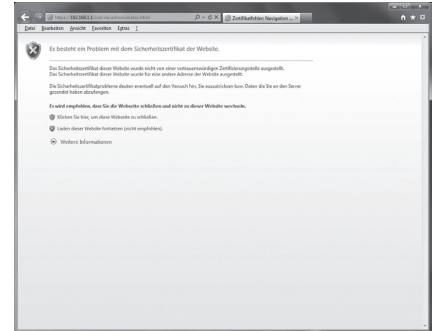 Zertifikatfehler: Navigation ...
Datei Bearbeiten Ansicht Favoriten Extras ?
Es besteht ein Problem mit dem Sicherheitszertifikat der Website.
Das Sicherheitszertifikat dieser Website wurde nicht von einer vertrauenswürdigen Zertifizierungsstelle ausgestellt.
Das Sicherheitszertifikat dieser Website wurde für eine andere Adresse der Website ausgestellt.
Die Sicherheitszertifikatprobleme deuten eventuell auf den Versuch hin, Sie auszutricksen bzw. Daten die Sie an den Server
gesendet haben abzufangen.
Es wird empfohlen, dass Sie die Webseite schließen und nicht zu dieser Website wechseln.
Klicken Sie hier, um diese Webseite zu schließen.
Laden dieser Website fortsetzen (nicht empfohlen).
Weitere Informationen